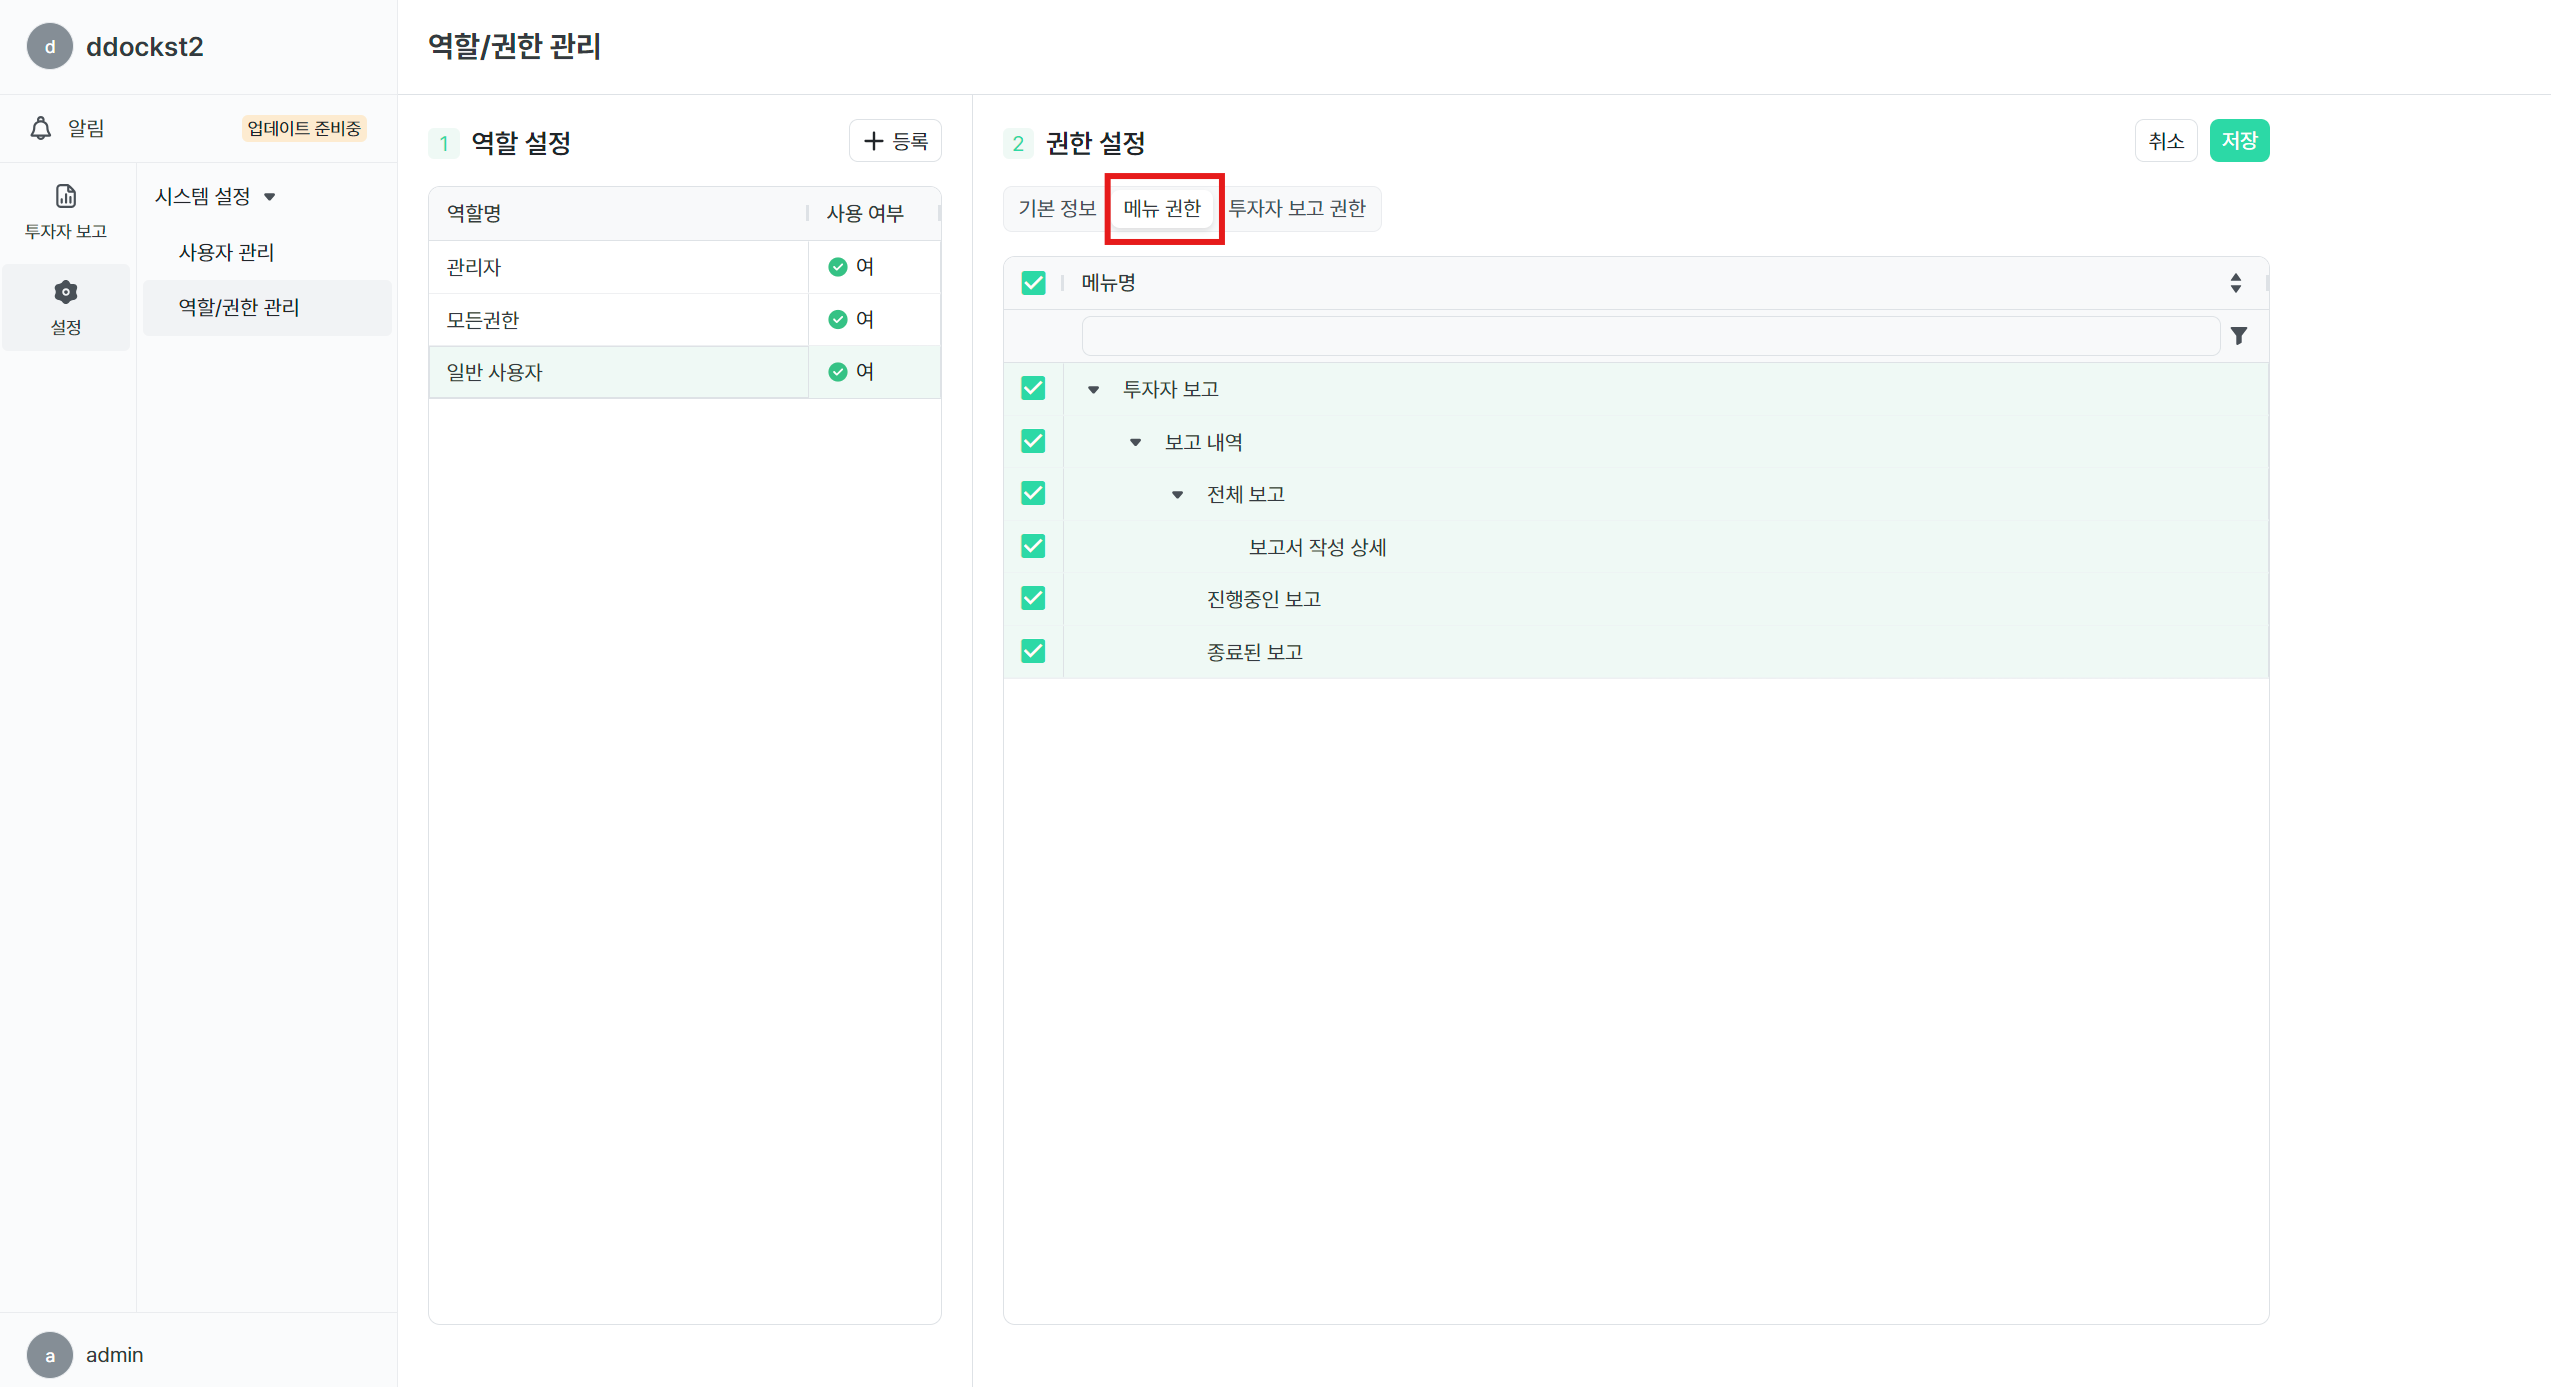 d ddockst2
알림 업데이트 준비중
투자자 보고
설정
시스템 설정
사용자 관리
역할/권한 관리
a admin
역할/권한 관리
1 역할 설정
등록
역할명 사용 여부
관리자 여
모든권한 여
일반 사용자 여
2 권한 설정
취소 저장
기본 정보 메뉴 권한 투자자 보고 권한
메뉴명
투자자 보고
보고 내역
전체 보고
보고서 작성 상세
진행중인 보고
종료된 보고